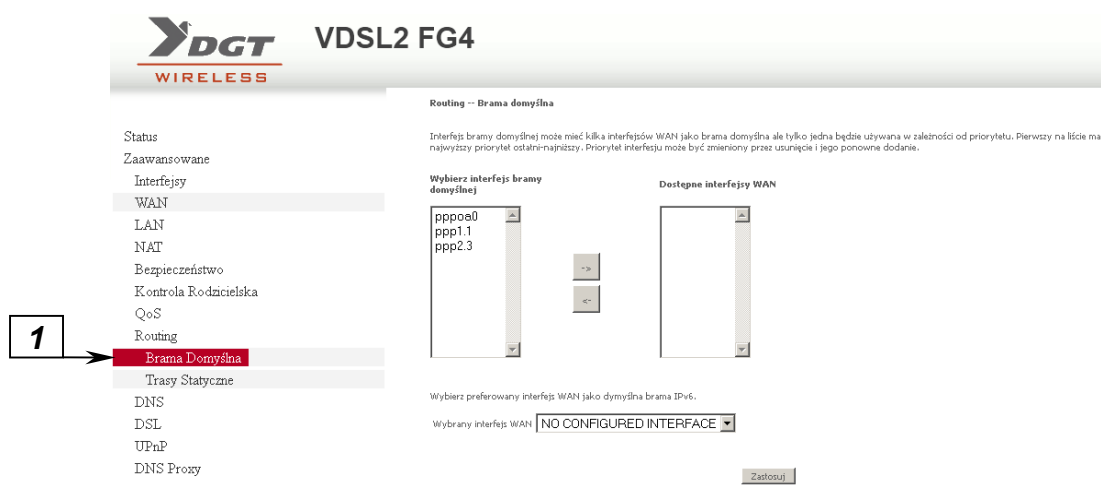 DGT
WIRELESS
VDSL2 FG4
Status
Zaawansowane
Interfejsy
WAN
LAN
NAT
Bezpieczeństwo
Kontrola Rodzicielska
QoS
Routing
1
Brama Domyślna
Trasy Statyczne
DNS
DSL
UPnP
DNS Proxy
Routing -- Brama domyślna
Interfejs bramy domyślnej może mieć kilka interfejsów WAN jako brama domyślna ale tylko jedna będzie używana w zależności od priorytetu. Pierwszy na liście ma
najwyższy priorytet ostatni-najniższy. Priorytet interfesju może być zmieniony przez usunięcie i jego ponowne dodanie.
Wybierz interfejs bramy
domyślnej
Dostępne interfejsy WAN
pppoa0
ppp1.1
ppp2.3
->
<-
Wybierz preferowany interfejs WAN jako dymyślna brama IPv6.
Wybrany interfejs WAN NO CONFIGURED INTERFACE
Zastosuj